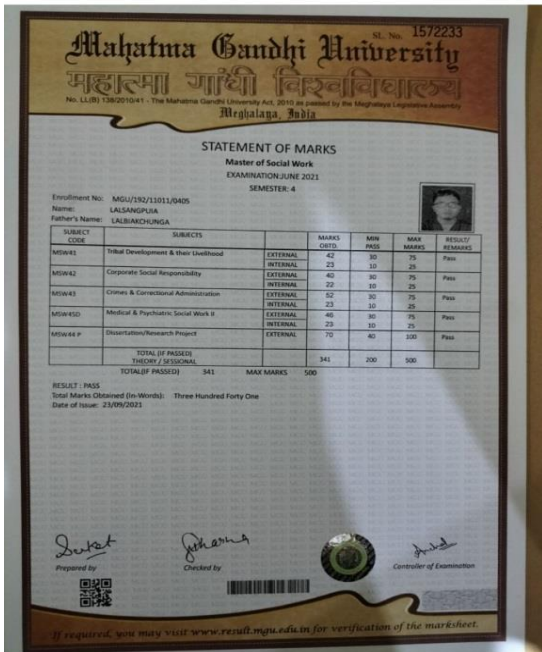 SL. No. 1572233
Mahatma Gandhi University
महात्मा गांधी विश्वविद्यालय
No. LL(B) 138/2010/41 - The Mahatma Gandhi University Act, 2010 as passed by the Meghalaya Legislative Assembly
Meghalaya, India
STATEMENT OF MARKS
Master of Social Work
EXAMINATION:JUNE 2021
SEMESTER: 4
Enrollment No: MGU/192/11011/0405
Name: LALSANGPUIA
Father's Name: LALBIAKCHUNGA
SUBJECT CODE SUBJECTS MARKS OBTD. MIN PASS MAX MARKS RESULT/ REMARKS
MSW41 Tribal Development & their Livelihood EXTERNAL 42 30 75 Pass
INTERNAL 23 10 25
MSW42 Corporate Social Responsibility EXTERNAL 40 30 75 Pass
INTERNAL 22 10 25
MSW43 Crimes & Correctional Administration EXTERNAL 52 30 75 Pass
INTERNAL 23 10 25
MSW45D Medical & Psychiatric Social Work II EXTERNAL 46 30 75 Pass
INTERNAL 23 10 25
MSW44 P Dissertation/Research Project EXTERNAL 70 40 100 Pass
TOTAL (IF PASSED)
THEORY / SESSIONAL 341 200 500
TOTAL(IF PASSED) 341 MAX MARKS 500
RESULT : PASS
Total Marks Obtained (In-Words): Three Hundred Forty One
Date of Issue: 23/09/2021
Prepared by
Checked by
Controller of Examination
If required, you may visit www.result.mgu.edu.in for verification of the marksheet.